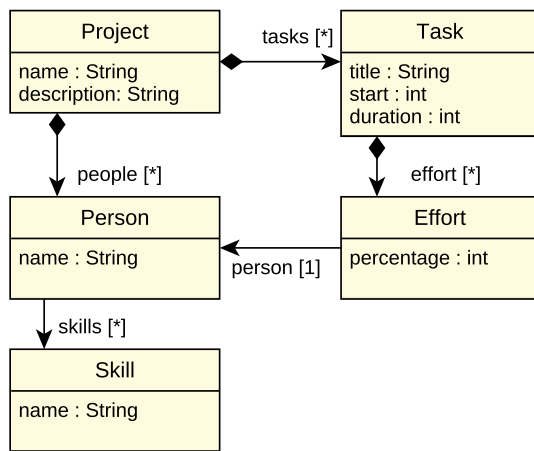 Project
name : String
description: String
tasks [*]
Task
title : String
start : int
duration : int
people [*]
effort [*]
Person
name : String
person [1]
Effort
percentage : int
skills [*]
Skill
name : String